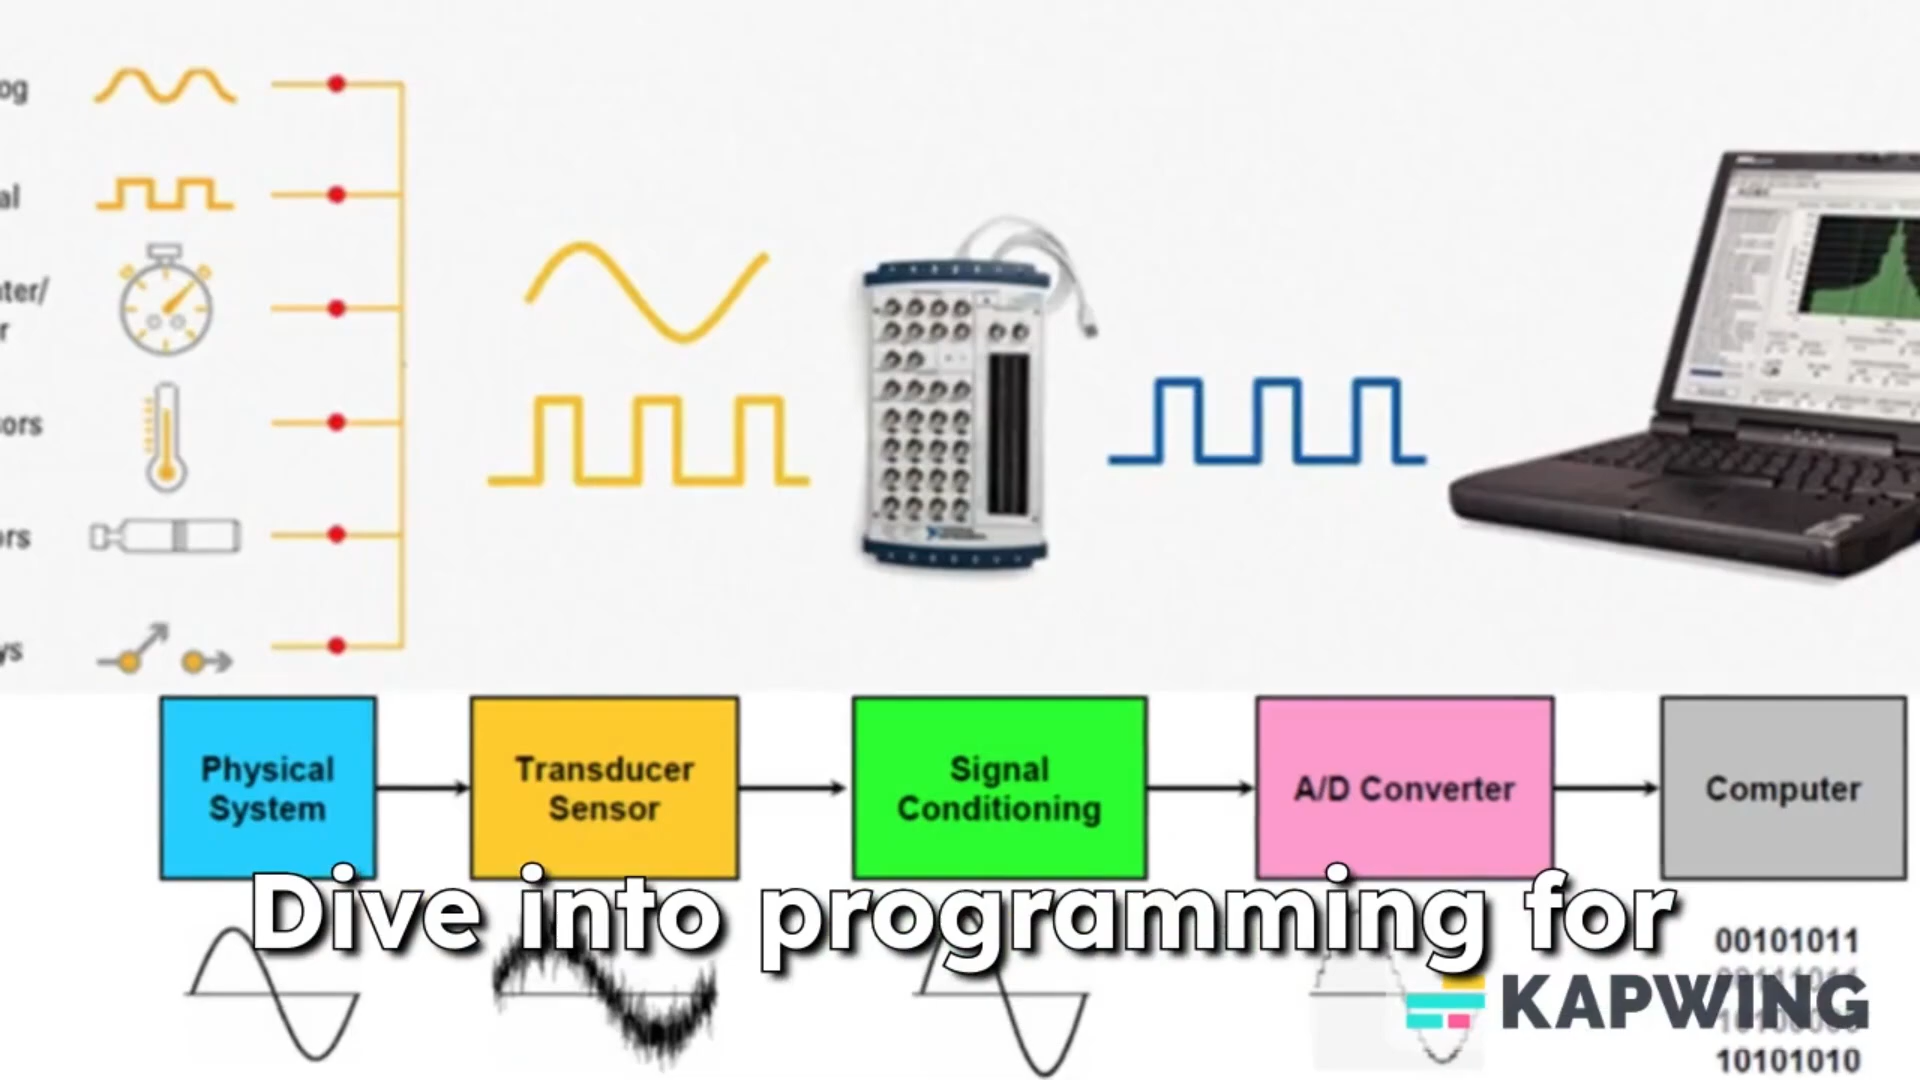 og
al
ter/
r
ors
ors
ys
Physical
System
Transducer
Sensor
Signal
Conditioning
A/D Converter
Computer
Dive into programming for
00101011
KAPWING
10101010